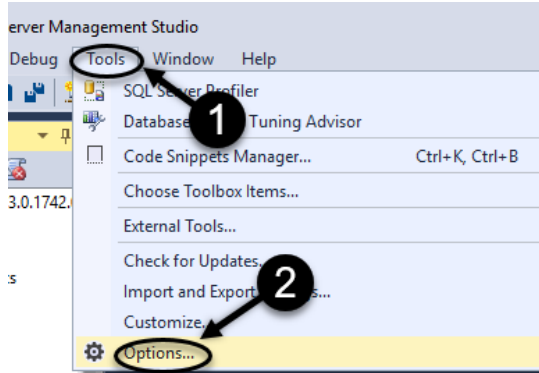 erver Management Studio
Debug Tools Window Help
SQL Server Profiler
1
Database Tuning Advisor
Code Snippets Manager... Ctrl+K, Ctrl+B
3.0.1742.
Choose Toolbox Items...
External Tools...
Check for Updates...
2
Import and Export
Customize...
Options...